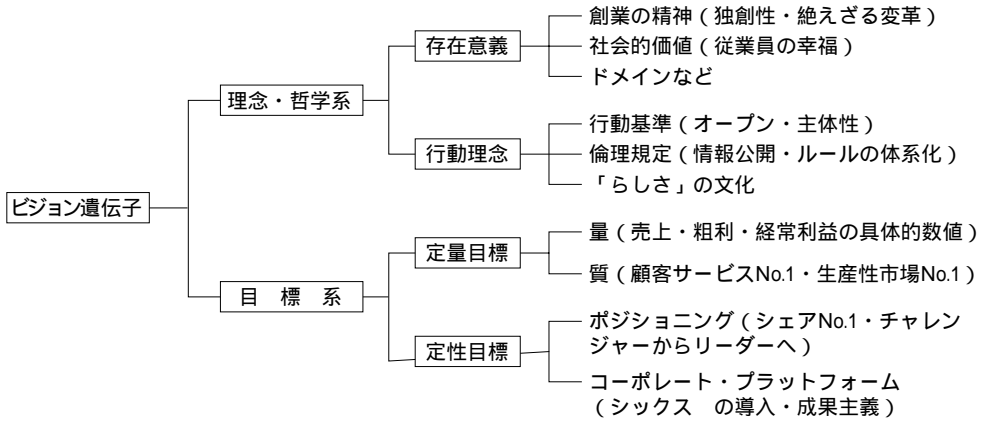 ビジョン遺伝子
理念・哲学系
存在意義
創業の精神（独創性・絶えざる変革）
社会的価値（従業員の幸福）
ドメインなど
行動理念
行動基準（オープン・主体性）
倫理規定（情報公開・ルールの体系化）
「らしさ」の文化
目　標　系
定量目標
量（売上・粗利・経常利益の具体的数値）
質（顧客サービスNo.1・生産性市場No.1）
定性目標
ポジショニング（シェアNo.1・チャレン
ジャーからリーダーへ）
コーポレート・プラットフォーム
（シックス　の導入・成果主義）